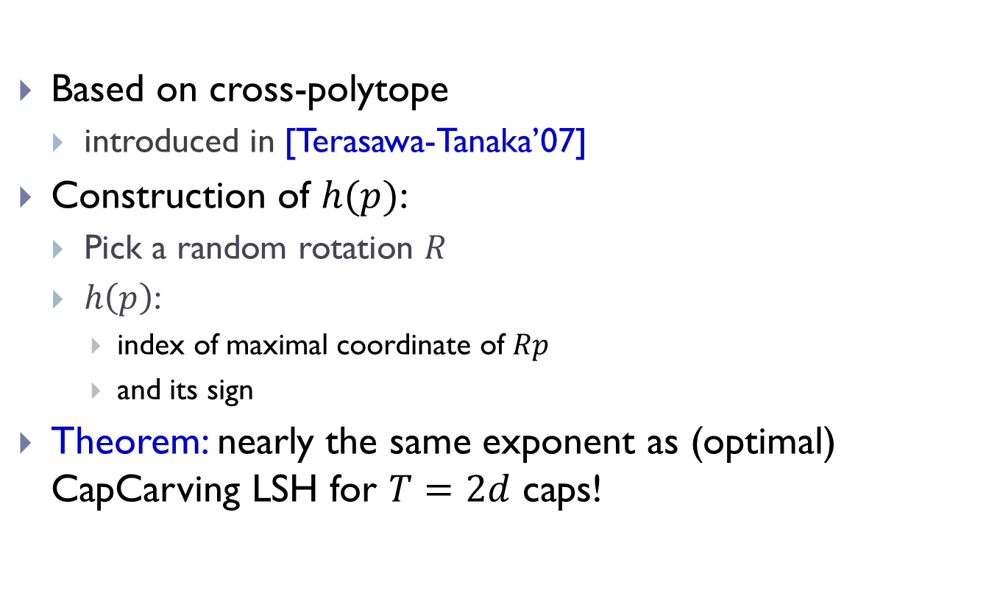 Based on cross-polytope
introduced in [Terasawa-Tanaka’07]
Construction of h(p):
Pick a random rotation R
h(p):
index of maximal coordinate of Rp
and its sign
Theorem: nearly the same exponent as (optimal)
CapCarving LSH for T = 2d caps!